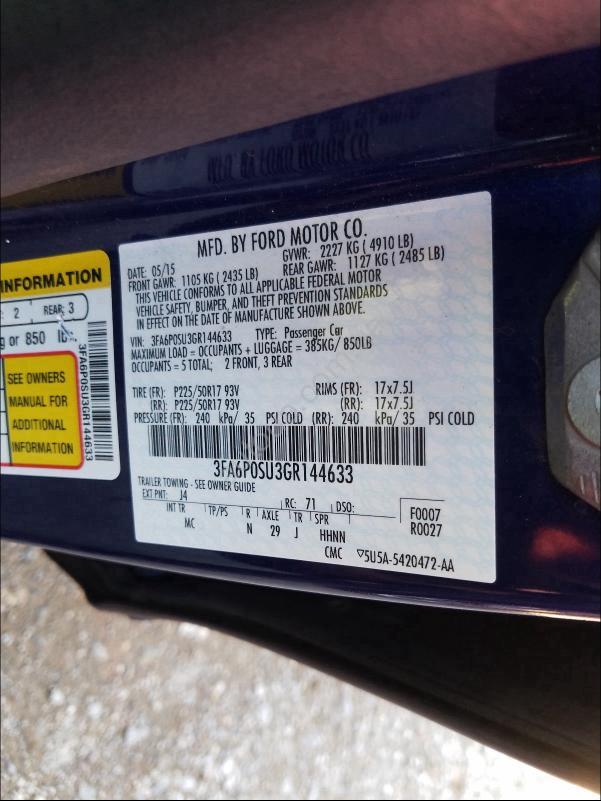 MFD. BY FORD MOTOR CO.
DATE: 05/15 GVWR: 2227 KG ( 4910 LB)
FRONT GAWR: 1105 KG ( 2435 LB) REAR GAWR: 1127 KG ( 2485 LB)
THIS VEHICLE CONFORMS TO ALL APPLICABLE FEDERAL MOTOR
VEHICLE SAFETY, BUMPER, AND THEFT PREVENTION STANDARDS
IN EFFECT ON THE DATE OF MANUFACTURE SHOWN ABOVE.
VIN: 3FA6P0SU3GR144633 TYPE: Passenger Car
MAXIMUM LOAD = OCCUPANTS + LUGGAGE = 385KG/ 850LB
OCCUPANTS = 5 TOTAL; 2 FRONT, 3 REAR
TIRE (FR): P225/50R17 93V RIMS (FR): 17x7.5J
(RR): P225/50R17 93V (RR): 17x7.5J
PRESSURE (FR): 240 kPa/ 35 PSI COLD (RR): 240 kPa/ 35 PSI COLD
3FA6P0SU3GR144633
TRAILER TOWING - SEE OWNER GUIDE
EXT PNT: J4 RC: 71 DSO: F0007
INT TR TP/PS R AXLE TR SPR R0027
MC N 29 J HHNN
CMC ▽5U5A-5420472-AA
INFORMATION
2 REAR: 3
or 850
SEE OWNERS
MANUAL FOR
ADDITIONAL
INFORMATION
3FA6P0SU3GR144633